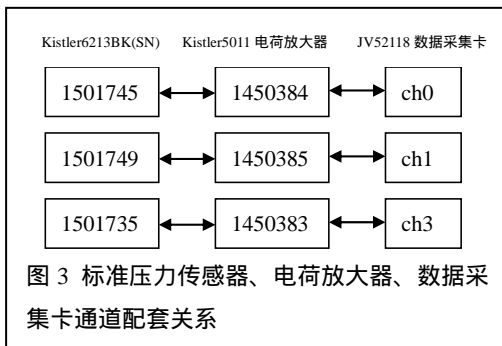 Kistler6213BK(SN) Kistler5011 电荷放大器 JV52118 数据采集卡
1501745 1450384 ch0
1501749 1450385 ch1
1501735 1450383 ch3
图 3 标准压力传感器、电荷放大器、数据采
集卡通道配套关系